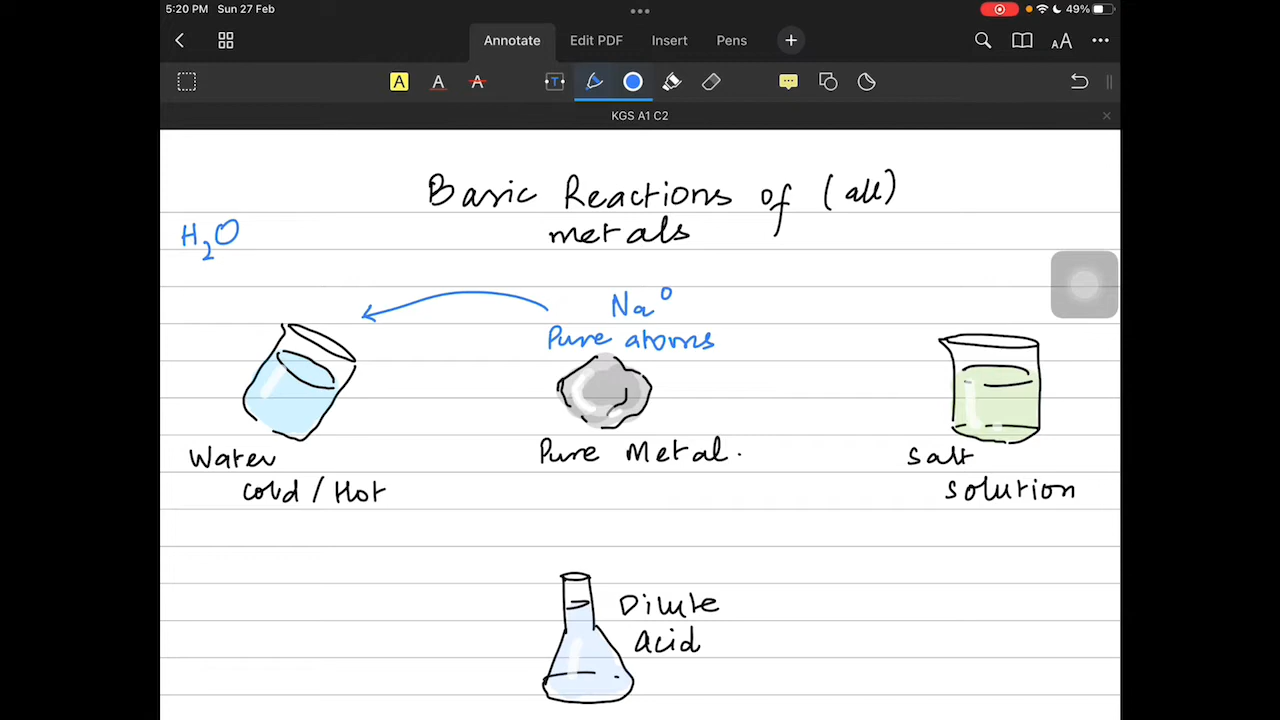 5:20 PM Sun 27 Feb
49%
Annotate Edit PDF Insert Pens
AA
A A A T
KGS A1 C2
Basic Reactions of (all)
metals
H₂O
Na⁰
Pure atoms
Pure Metal.
Water
Cold / Hot
Salt
Solution
Dilute
Acid